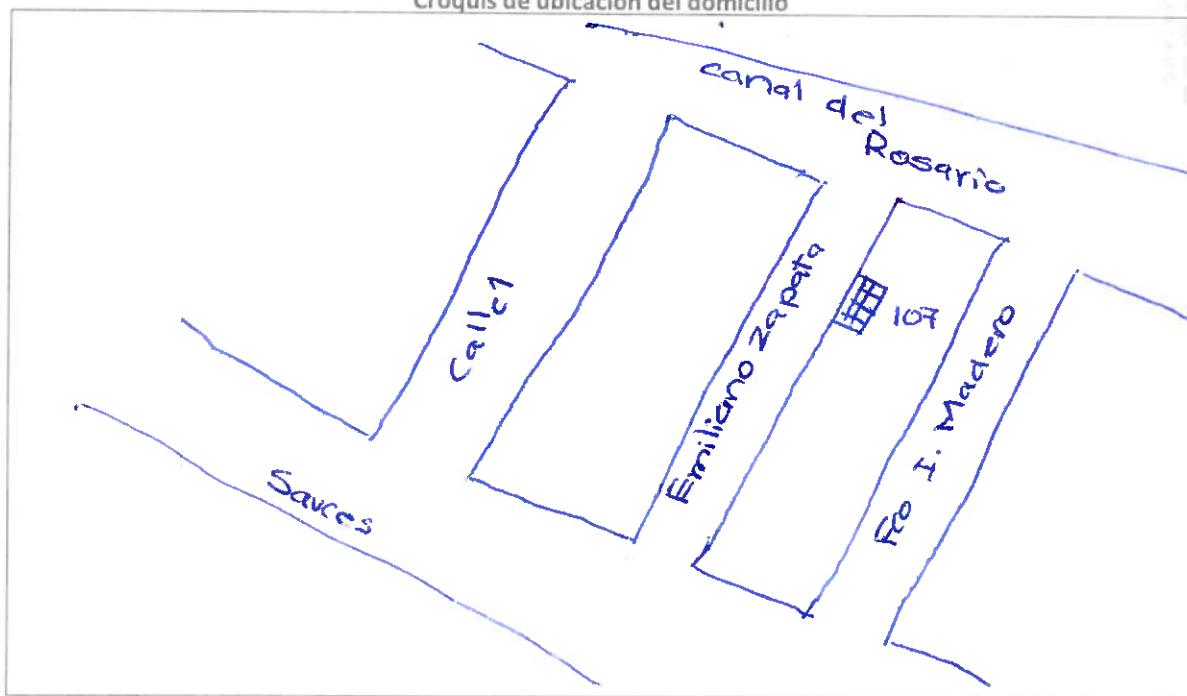 Croquis de ubicación del domicilio
canal del
Rosario
Calle 1
Emiliano Zapata
107
Fco I. Madero
Sauces